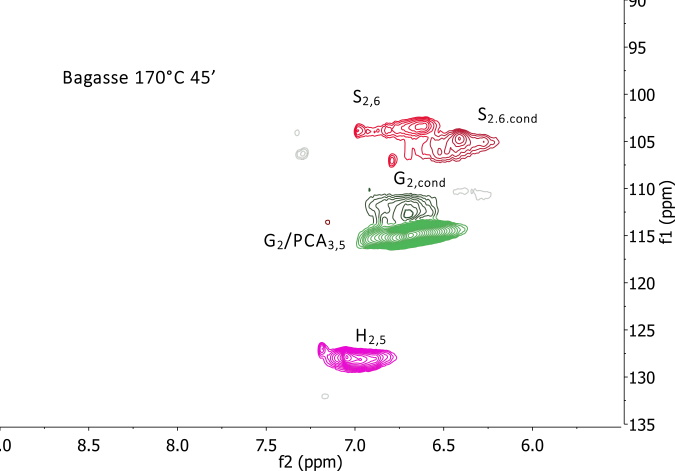 90
95
Bagasse 170°C 45’
S2,6
100
S2.6.cond
105
G2,cond
110
f1 (ppm)
G2/PCA3,5
115
120
125
H2,5
130
135
.0 8.5 8.0 7.5 7.0 6.5 6.0
f2 (ppm)